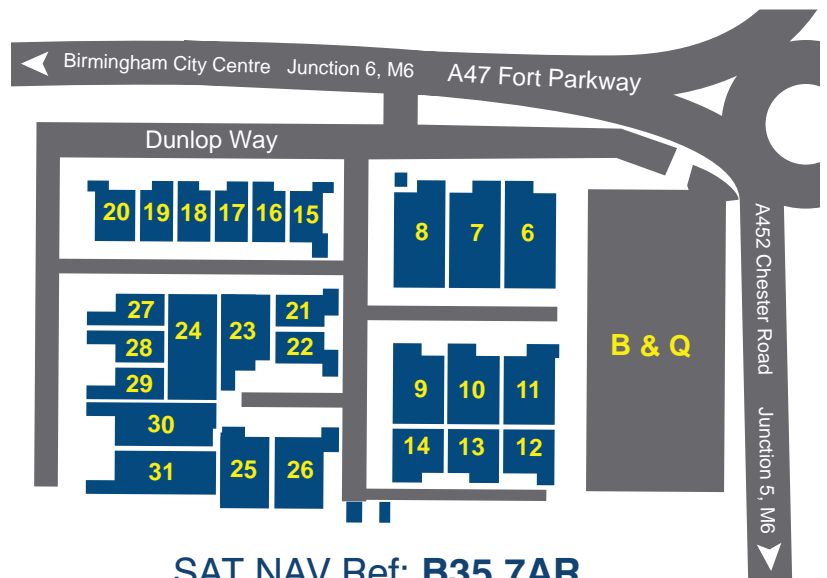 Birmingham City Centre Junction 6, M6 A47 Fort Parkway
Dunlop Way
20 19 18 17 16 15
8 7 6
A452 Chester Road Junction 5, M6
27 24 23 21
28 22
29
30
31 25 26
B & Q
9 10 11
14 13 12
SAT NAV Ref: B35 7AR